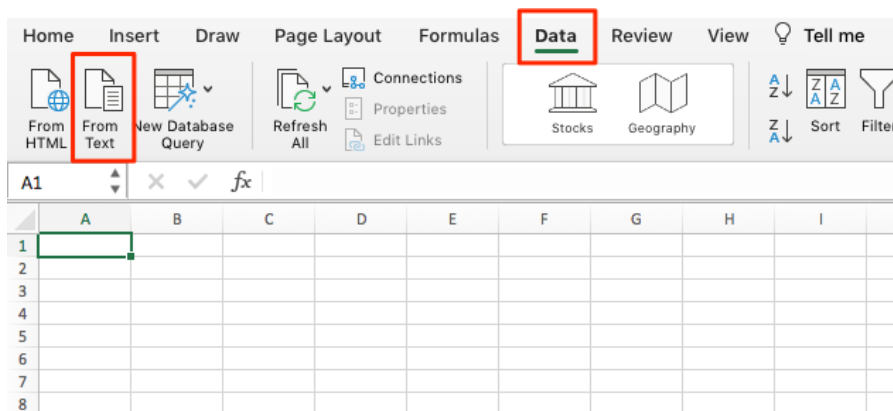 Home Insert Draw Page Layout Formulas Data Review View Tell me
From HTML
From Text
New Database Query
Refresh All
Connections
Properties
Edit Links
Stocks
Geography
A Z
Z A
Z A A Z
Sort
Filter
A1
fx
A B C D E F G H I
1
2
3
4
5
6
7
8